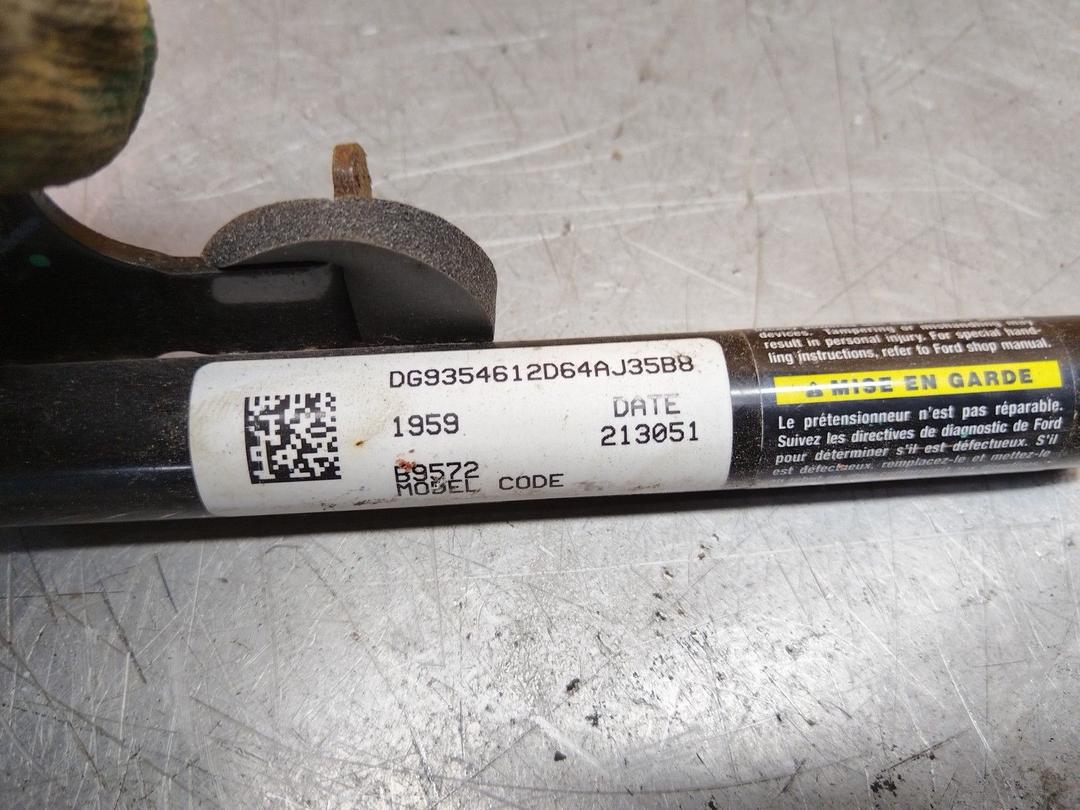 DG9354612D64AJ35B8
1959
DATE
213051
B9572
MODEL CODE
devices. Tampering or may
result in personal injury. For special hand-
ling instructions, refer to Ford shop manual.
⚠ MISE EN GARDE
Le prétensionneur n'est pas réparable.
Suivez les directives de diagnostic de Ford
pour déterminer s'il est défectueux. S'il
est défectueux, remplacez-le et mettez-le